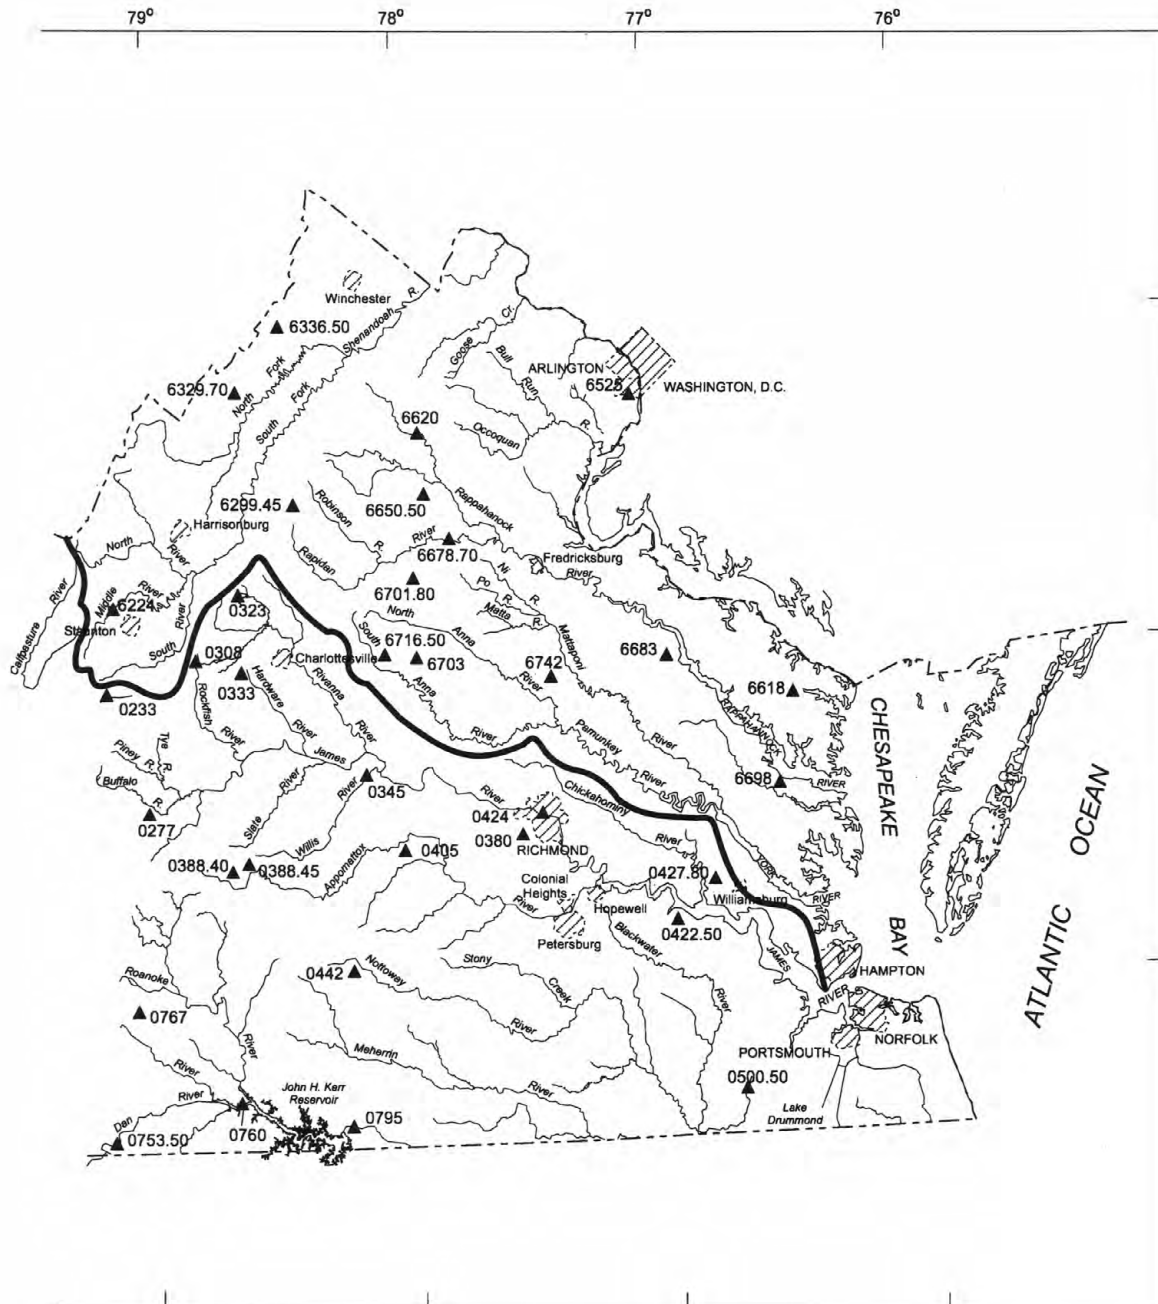 79° 78° 77° 76°
Winchester
6336.50
Shenandoah R.
Goose Cr.
Bull Run
ARLINGTON
6525
WASHINGTON, D.C.
6329.70
North Fork
South Fork
6620
Occoquan R.
6299.45
Harrisonburg
Robinson R.
6650.50
Rappahannock
River
6678.70
Rapidan
River
Fredricksburg
North
River
Middle
River
6224
Staunton
Calfpasture River
South
River
0323
6701.80
Ni
R.
Po
R.
Matta
R.
Mattaponi
North
Anna
South
6716.50
6703
Anna
6742
River
6683
6618
Charlottesville
0308
0333
0233
Rockfish
River
Hardware
River
Rivanna
River
James
River
Pamunkey
River
River
RAPPAHANNOCK
RIVER
6698
CHESAPEAKE
BAY
ATLANTIC OCEAN
Tye
R.
Piney
R.
Buffalo
R.
0277
Slate
River
Willis
River
0345
River
0424
0380
RICHMOND
Chickahominy
River
0388.40
0388.45
Appomattox
0405
River
Colonial
Heights
Hopewell
Petersburg
0427.80
Williamsburg
YORK
RIVER
0422.50
JAMES
RIVER
HAMPTON
NORFOLK
PORTSMOUTH
Blackwater
River
Stony
Creek
0442
Nottoway
River
Roanoke
River
0767
Meherrin
River
0500.50
Lake
Drummond
River
Dan
River
John H. Kerr
Reservoir
0753.50
0760
0795